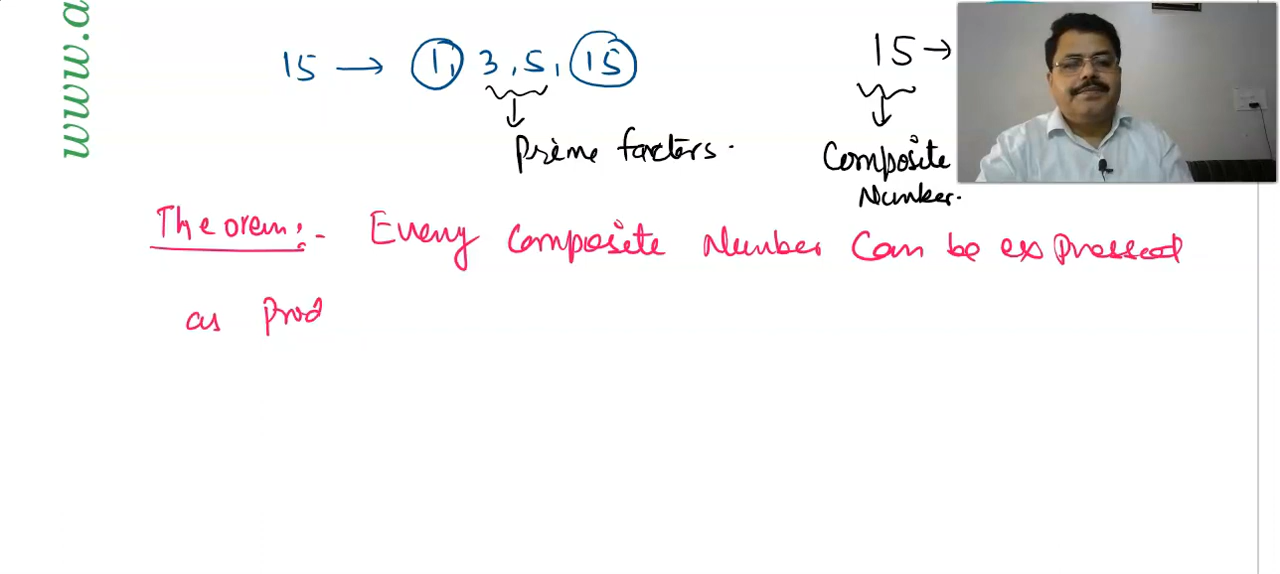 www.a
15 → 1, 3, 5, 15
15 →
Prime factors.
Composite
Number.
Theorem:- Every Composite Number Can be expressed
as Prod